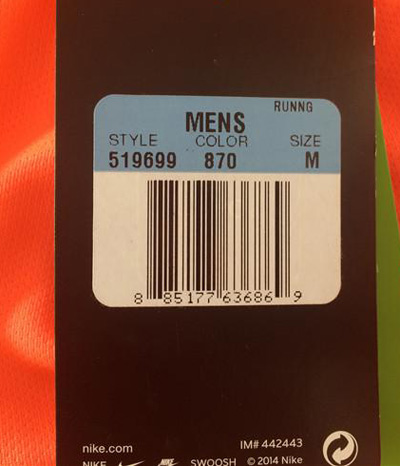 RUNNG
MENS
STYLE COLOR SIZE
519699 870 M
8 85177 63686 9
nike.com IM# 442443
NIKE SWOOSH © 2014 Nike